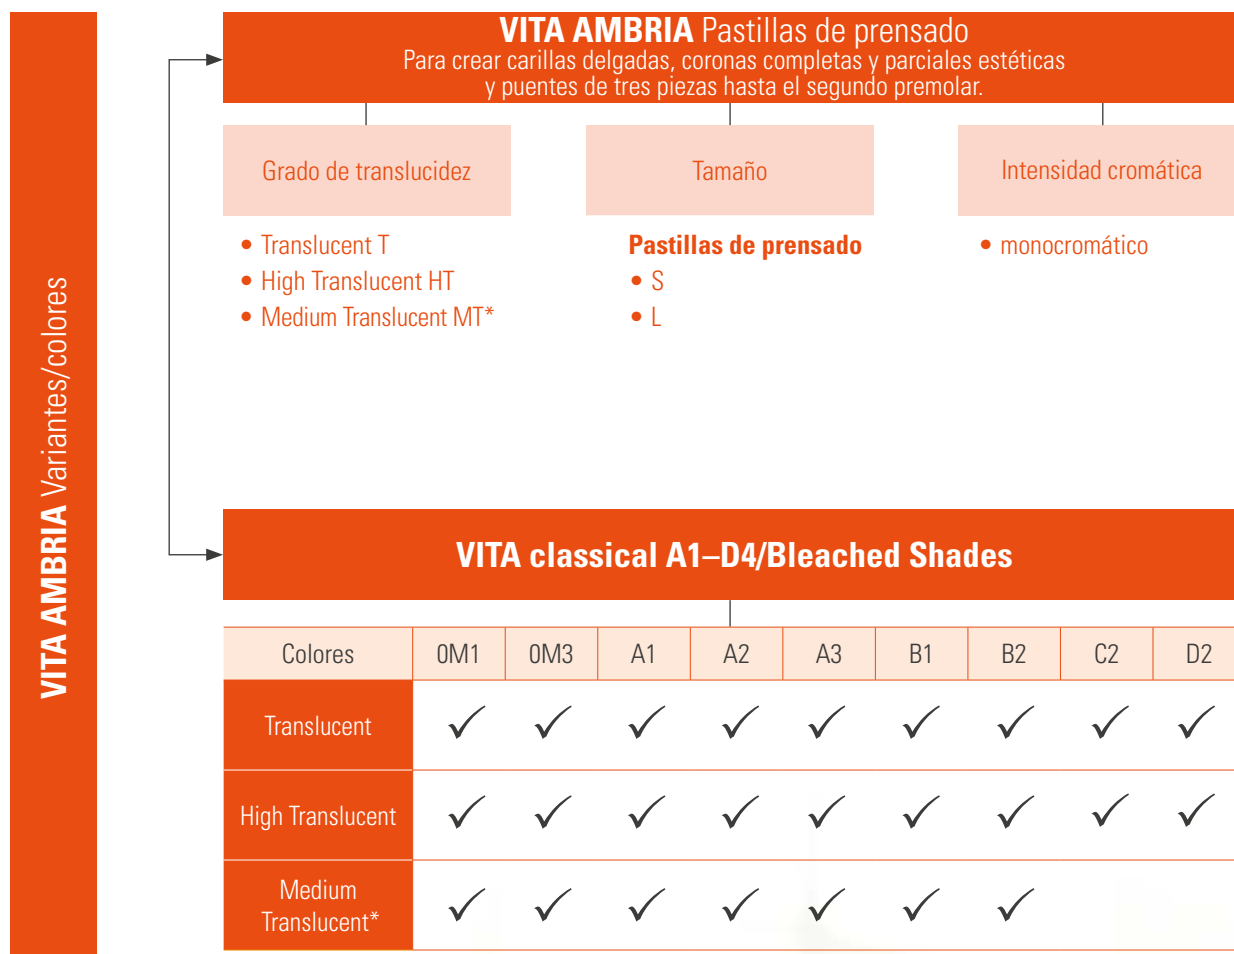 VITA AMBRIA Variantes/colores
VITA AMBRIA Pastillas de prensado
Para crear carillas delgadas, coronas completas y parciales estéticas
y puentes de tres piezas hasta el segundo premolar.
Grado de translucidez
Tamaño
Intensidad cromática
• Translucent T
• High Translucent HT
• Medium Translucent MT*
Pastillas de prensado
• S
• L
• monocromático
VITA classical A1–D4/Bleached Shades
Colores 0M1 0M3 A1 A2 A3 B1 B2 C2 D2
Translucent ✓ ✓ ✓ ✓ ✓ ✓ ✓ ✓ ✓
High Translucent ✓ ✓ ✓ ✓ ✓ ✓ ✓ ✓ ✓
Medium
Translucent* ✓ ✓ ✓ ✓ ✓ ✓ ✓